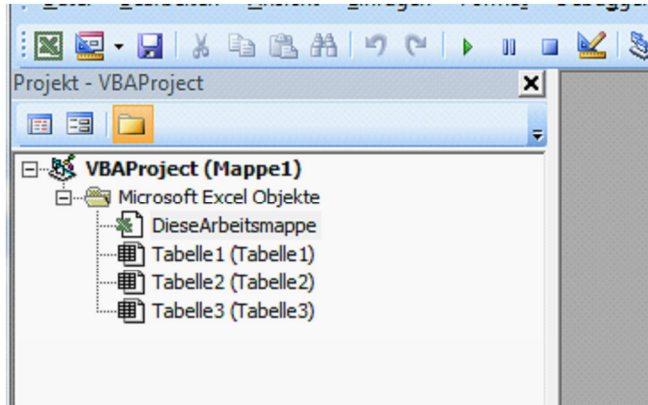 Projekt - VBAProject
VBAProject (Mappe1)
Microsoft Excel Objekte
DieseArbeitsmappe
Tabelle1 (Tabelle1)
Tabelle2 (Tabelle2)
Tabelle3 (Tabelle3)